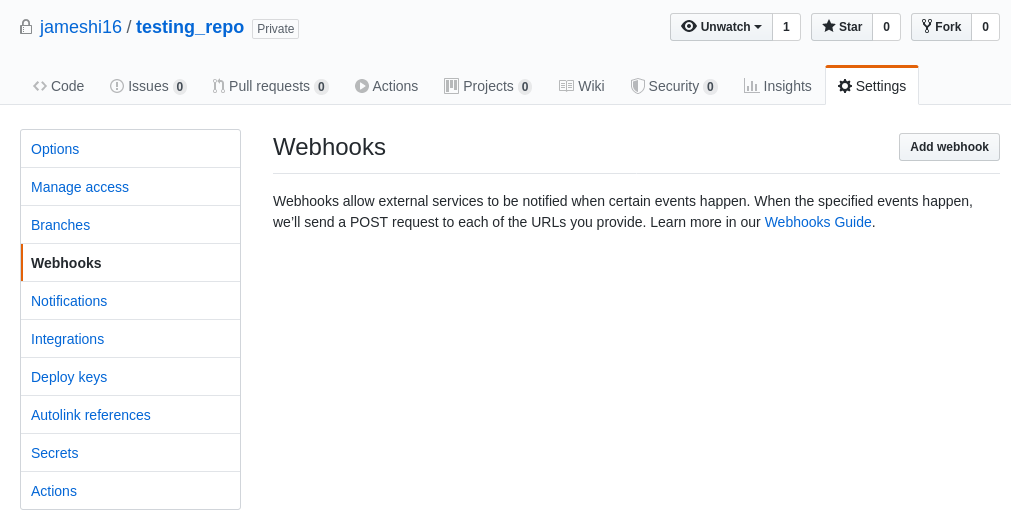 jameshi16 / testing_repo Private
Unwatch 1 Star 0 Fork 0
Code Issues 0 Pull requests 0 Actions Projects 0 Wiki Security 0 Insights Settings
Options
Manage access
Branches
Webhooks
Notifications
Integrations
Deploy keys
Autolink references
Secrets
Actions
Webhooks
Add webhook
Webhooks allow external services to be notified when certain events happen. When the specified events happen,
we’ll send a POST request to each of the URLs you provide. Learn more in our Webhooks Guide.